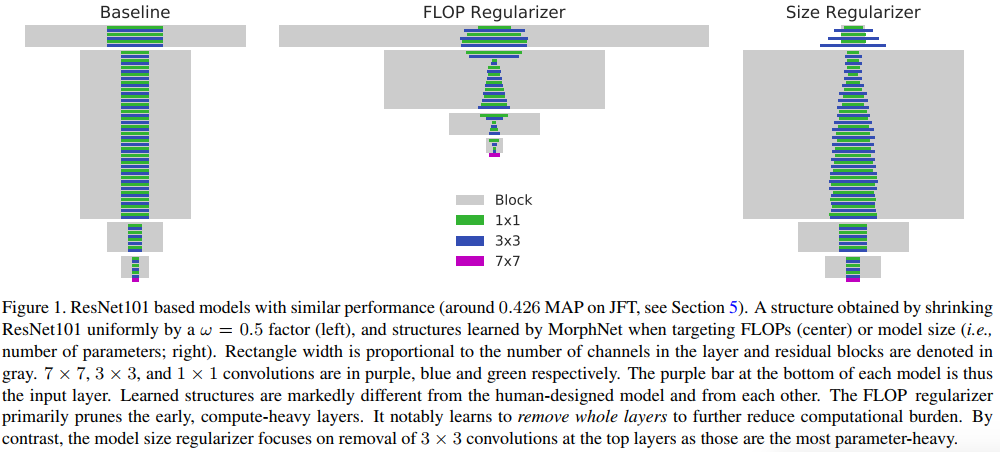 Baseline
FLOP Regularizer
Size Regularizer
Block
1x1
3x3
7x7
Figure 1. ResNet101 based models with similar performance (around 0.426 MAP on JFT, see Section 5). A structure obtained by shrinking
ResNet101 uniformly by a ω = 0.5 factor (left), and structures learned by MorphNet when targeting FLOPs (center) or model size (i.e.,
number of parameters; right). Rectangle width is proportional to the number of channels in the layer and residual blocks are denoted in
gray. 7 × 7, 3 × 3, and 1 × 1 convolutions are in purple, blue and green respectively. The purple bar at the bottom of each model is thus
the input layer. Learned structures are markedly different from the human-designed model and from each other. The FLOP regularizer
primarily prunes the early, compute-heavy layers. It notably learns to remove whole layers to further reduce computational burden. By
contrast, the model size regularizer focuses on removal of 3 × 3 convolutions at the top layers as those are the most parameter-heavy.